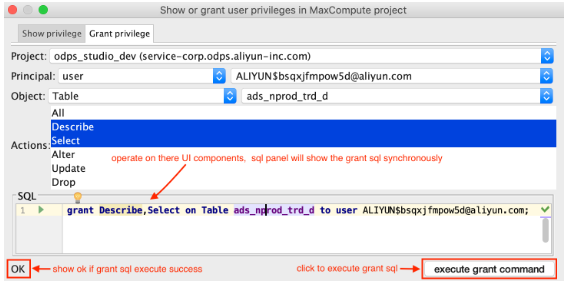 Show or grant user privileges in MaxCompute project
Show privilege Grant privilege
Project: odps_studio_dev (service-corp.odps.aliyun-inc.com)
Principal: user ALIYUN$bsqxjfmpow5d@aliyun.com
Object: Table ads_nprod_trd_d
All
Describe
Select
Actions:
Alter
Update
Drop
operate on there UI components, sql panel will show the grant sql synchronously
SQL
1 grant Describe,Select on Table ads_nprod_trd_d to user ALIYUN$bsqxjfmpow5d@aliyun.com;
OK show ok if grant sql execute success click to execute grant sql execute grant command